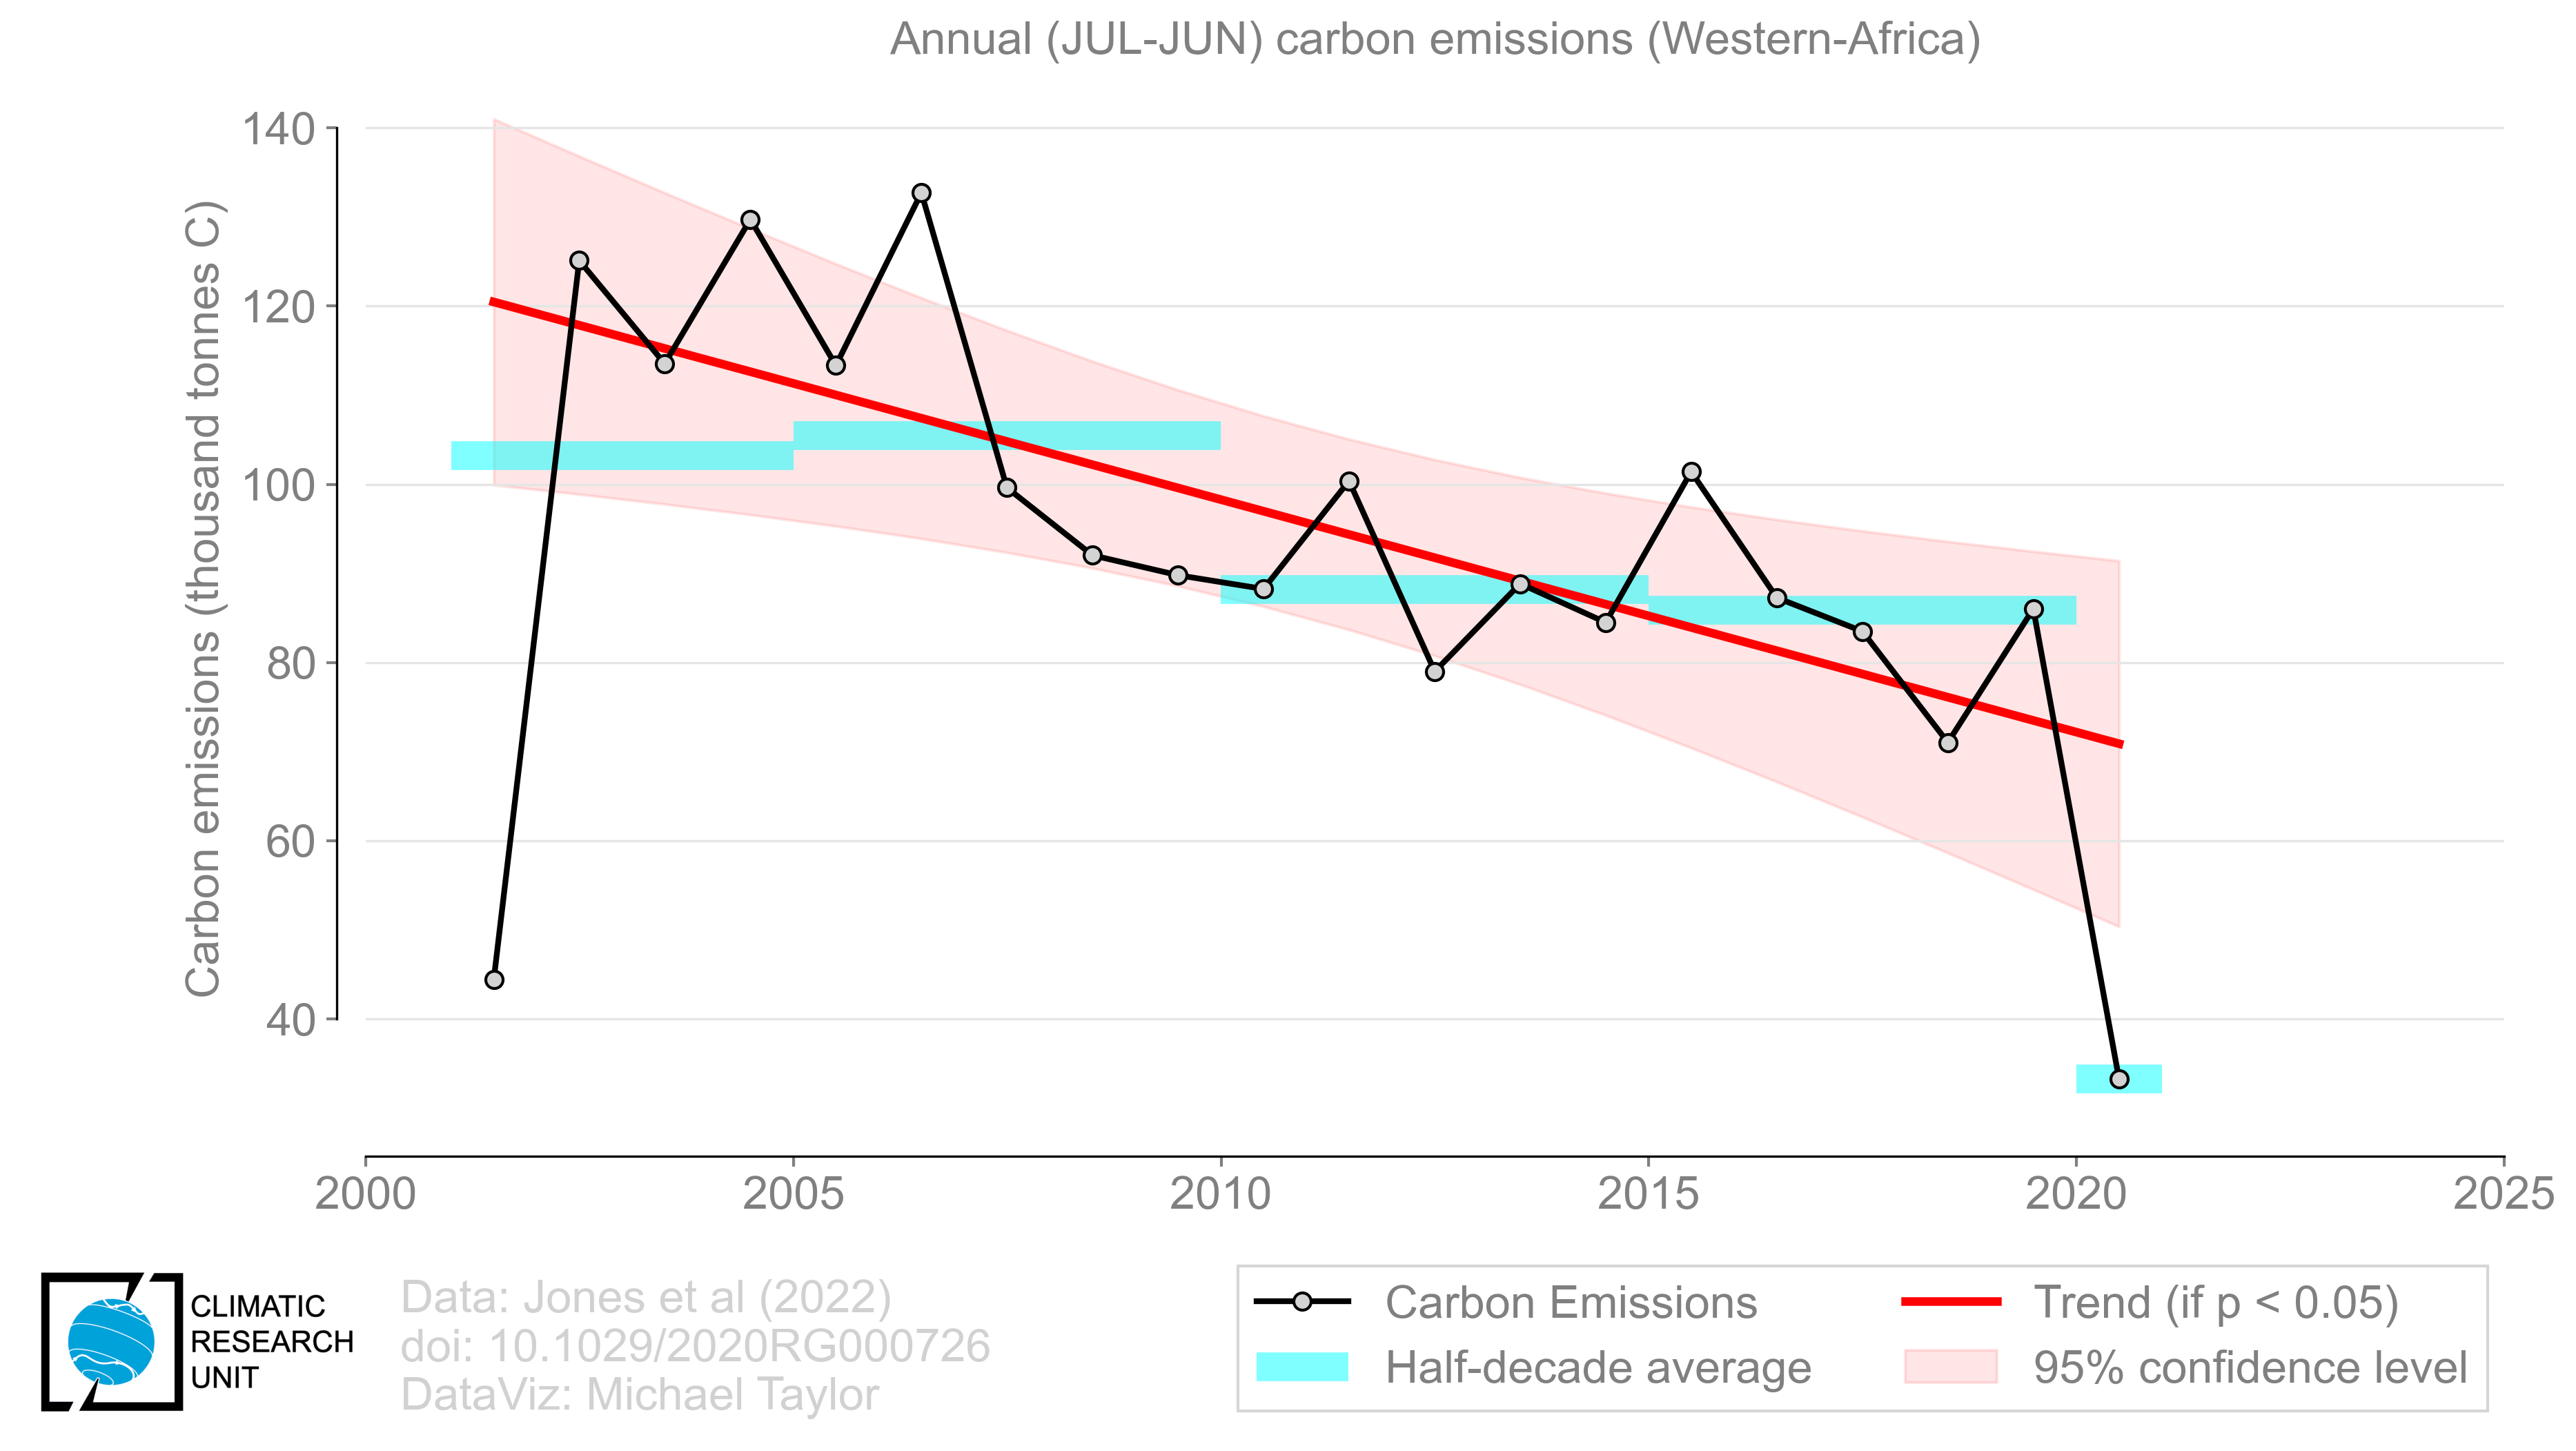 Annual (JUL-JUN) carbon emissions (Western-Africa)
Carbon emissions (thousand tonnes C)
140
120
100
80
60
40
2000 2005 2010 2015 2020 2025
CLIMATIC
RESEARCH
UNIT
Data: Jones et al (2022)
doi: 10.1029/2020RG000726
DataViz: Michael Taylor
Carbon Emissions
Half-decade average
Trend (if p < 0.05)
95% confidence level